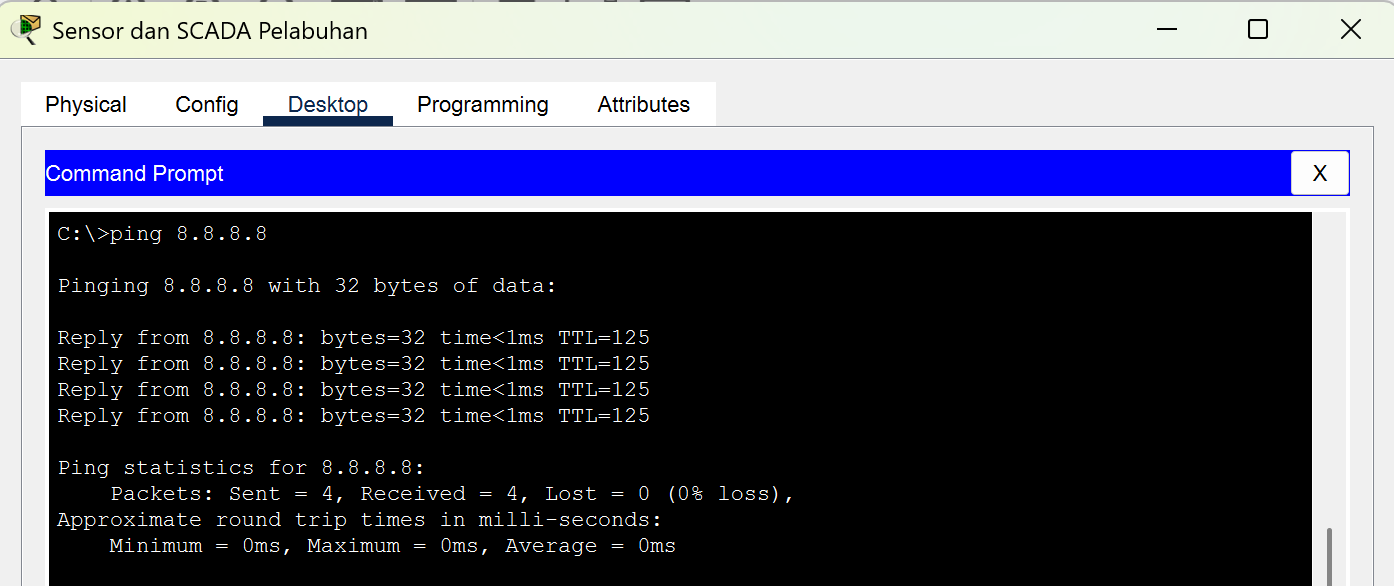 Sensor dan SCADA Pelabuhan
Physical Config Desktop Programming Attributes
Command Prompt X
C:\>ping 8.8.8.8
Pinging 8.8.8.8 with 32 bytes of data:
Reply from 8.8.8.8: bytes=32 time<1ms TTL=125
Reply from 8.8.8.8: bytes=32 time<1ms TTL=125
Reply from 8.8.8.8: bytes=32 time<1ms TTL=125
Reply from 8.8.8.8: bytes=32 time<1ms TTL=125
Ping statistics for 8.8.8.8:
    Packets: Sent = 4, Received = 4, Lost = 0 (0% loss),
Approximate round trip times in milli-seconds:
    Minimum = 0ms, Maximum = 0ms, Average = 0ms